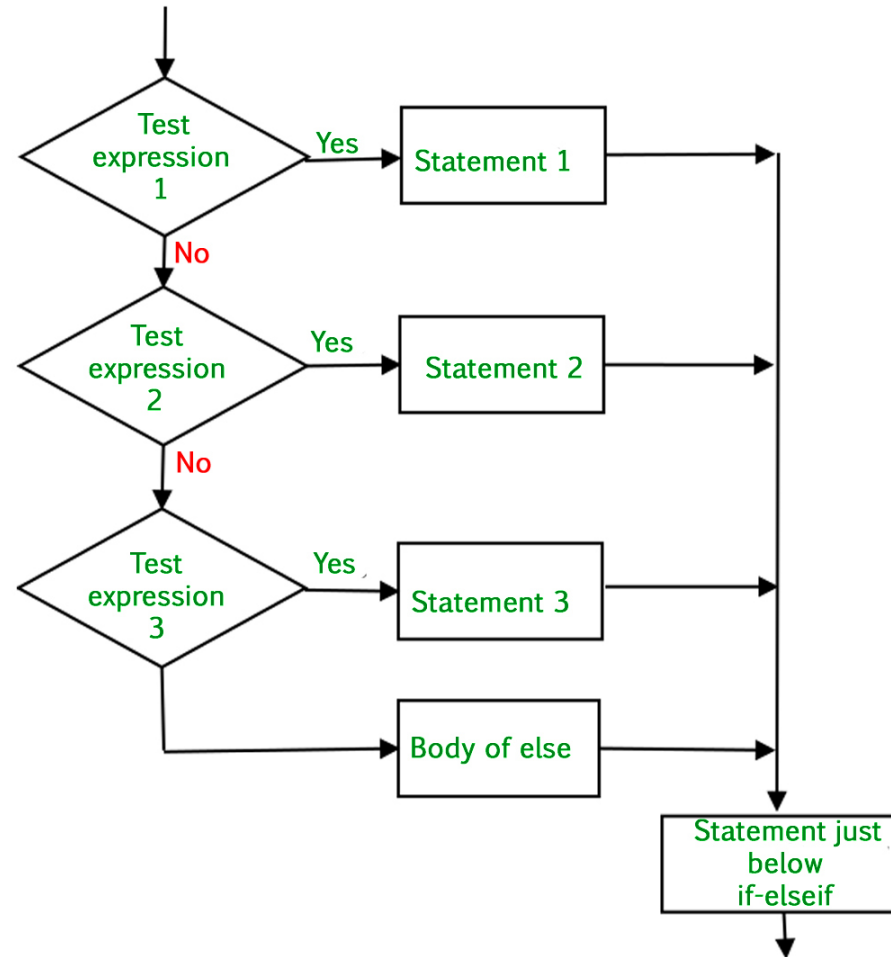 Test
expression
1
Yes
Statement 1
No
Test
expression
2
Yes
Statement 2
No
Test
expression
3
Yes
Statement 3
Body of else
Statement just
below
if-elseif